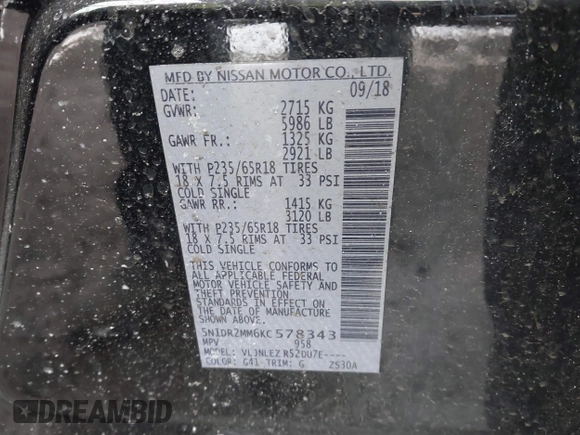 MFD BY NISSAN MOTOR CO., LTD.
DATE: 09/18
GVWR: 2715 KG
5986 LB
GAWR FR.: 1325 KG
2921 LB
WITH P235/65R18 TIRES
18 X 7.5 RIMS AT 33 PSI
COLD SINGLE
GAWR RR.: 1415 KG
3120 LB
WITH P235/65R18 TIRES
18 X 7.5 RIMS AT 33 PSI
COLD SINGLE
THIS VEHICLE CONFORMS TO
ALL APPLICABLE FEDERAL
MOTOR VEHICLE SAFETY AND
THEFT PREVENTION
STANDARDS IN EFFECT ON
THE DATE OF MANUFACTURE
SHOWN ABOVE.
5N1DR2MM6KC578343
MPV 958
MODEL: VLJNLEZ R52DU7E----
COLOR: G41 TRIM: G ZS30A
DREAMBID